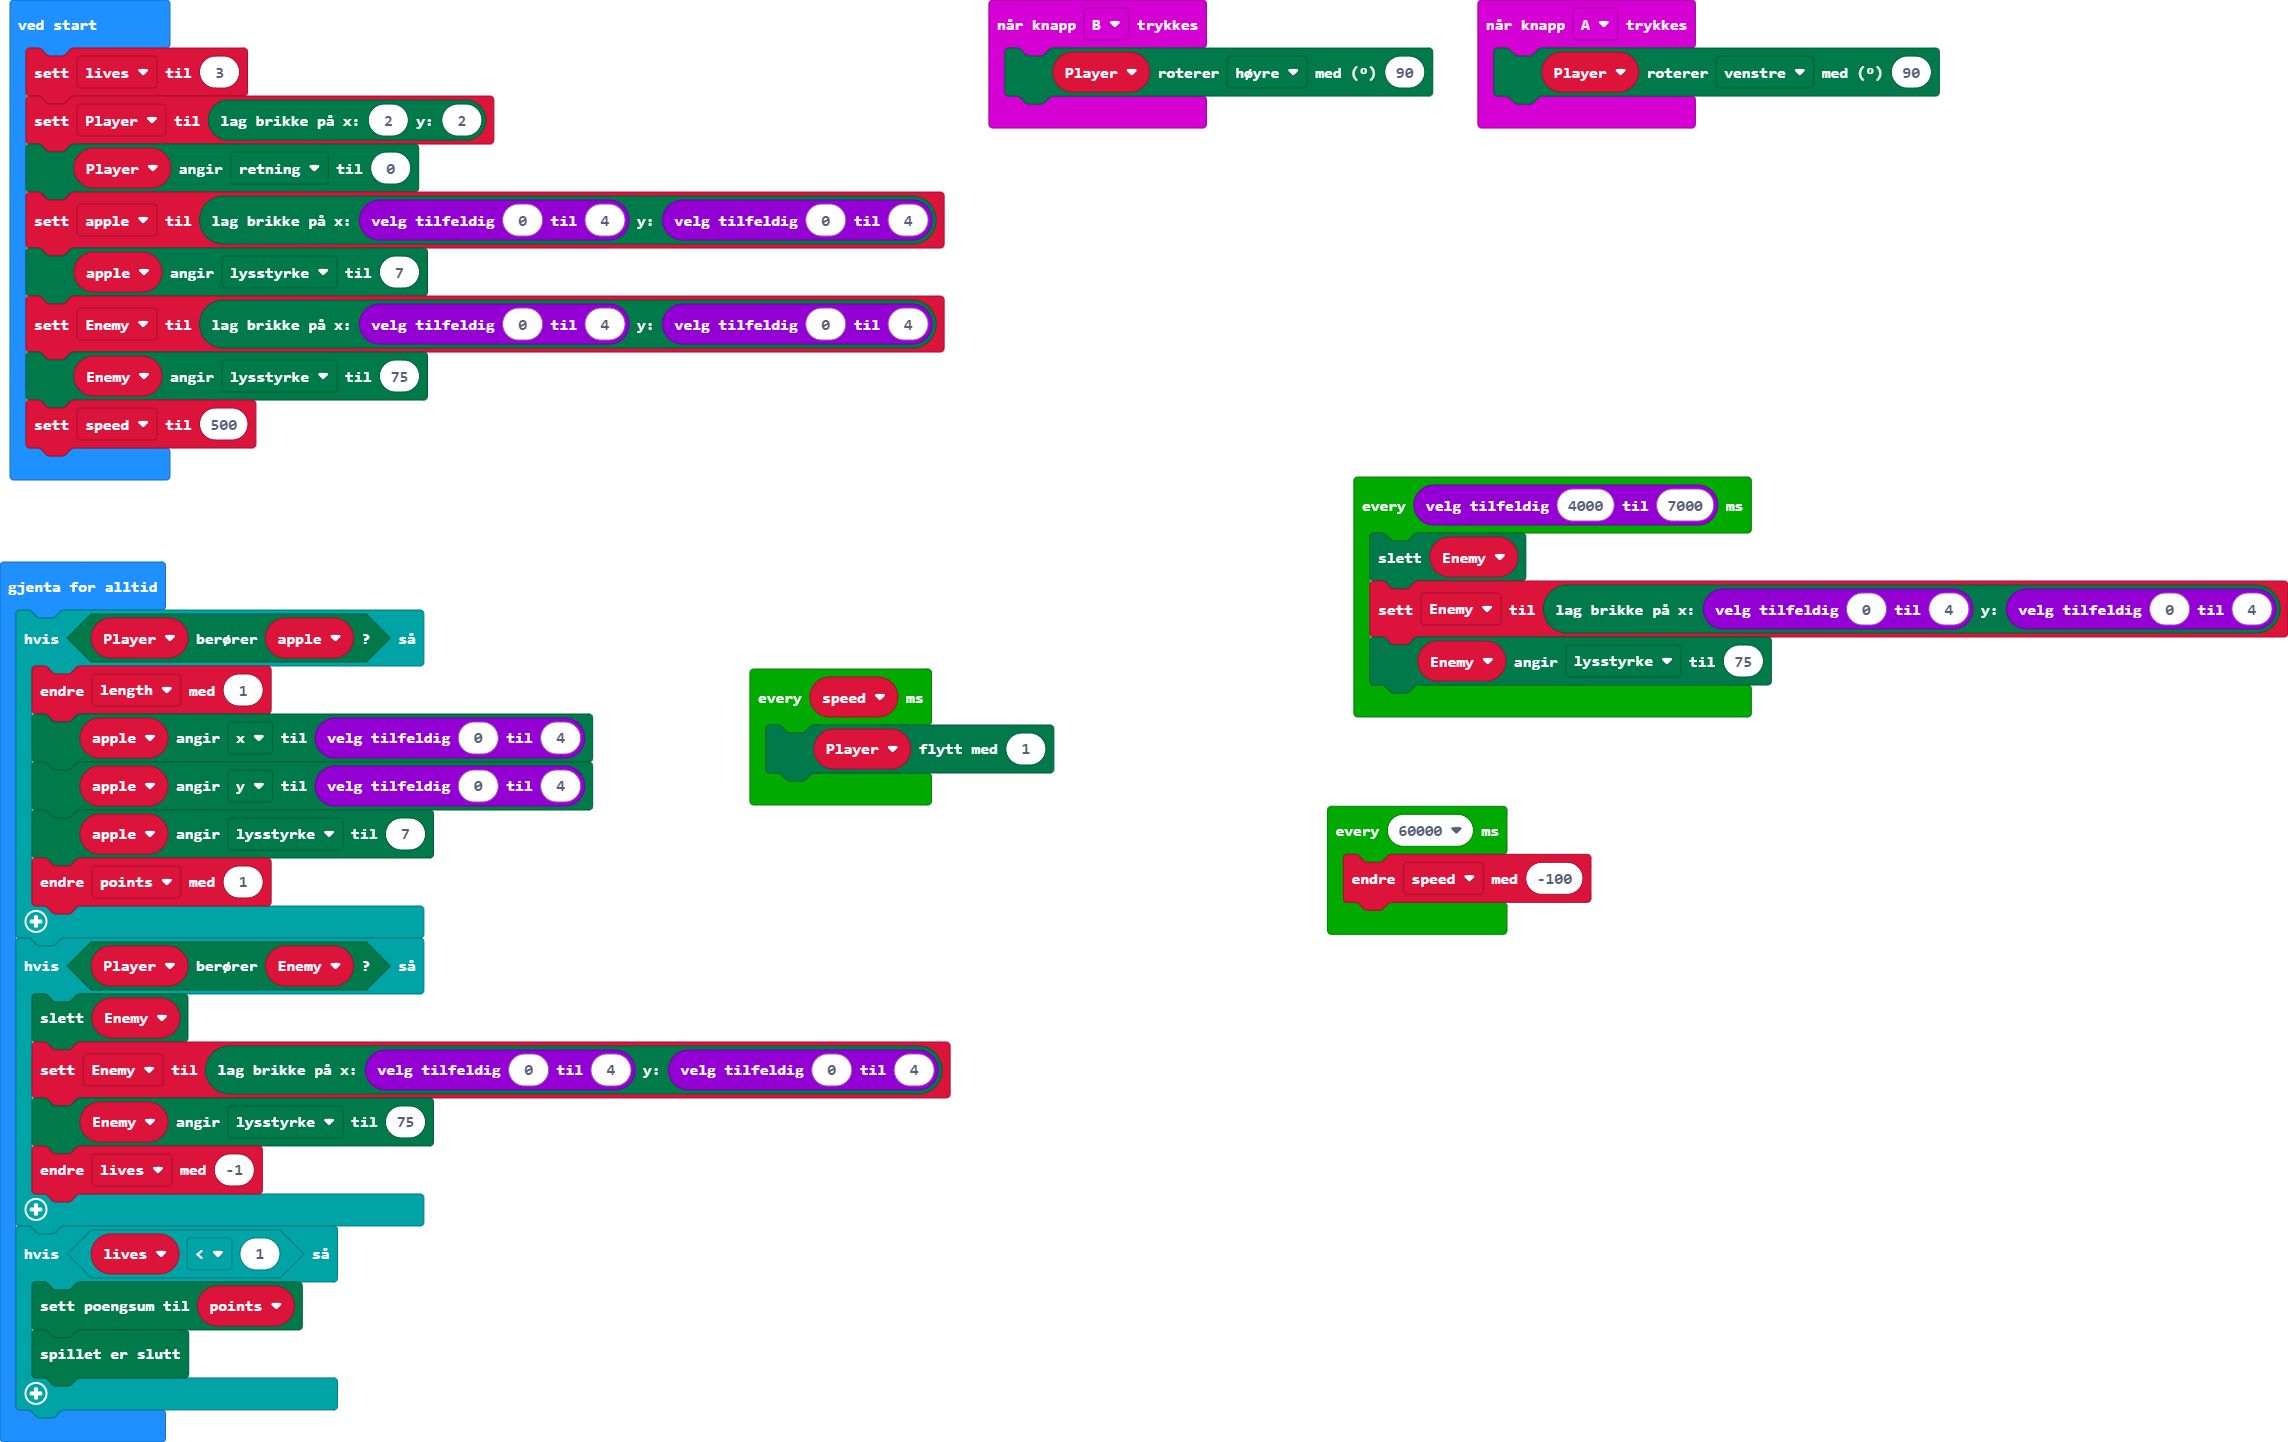 ved start
sett lives til 3
sett Player til lag brikke på x: 2 y: 2
Player angir retning til 0
sett apple til lag brikke på x: velg tilfeldig 0 til 4 y: velg tilfeldig 0 til 4
apple angir lysstyrke til 7
sett Enemy til lag brikke på x: velg tilfeldig 0 til 4 y: velg tilfeldig 0 til 4
Enemy angir lysstyrke til 75
sett speed til 500
når knapp B trykkes
Player roterer høyre med (º) 90
når knapp A trykkes
Player roterer venstre med (º) 90
every velg tilfeldig 4000 til 7000 ms
slett Enemy
sett Enemy til lag brikke på x: velg tilfeldig 0 til 4 y: velg tilfeldig 0 til 4
Enemy angir lysstyrke til 75
gjenta for alltid
hvis Player berører apple ? så
endre length med 1
apple angir x til velg tilfeldig 0 til 4
apple angir y til velg tilfeldig 0 til 4
apple angir lysstyrke til 7
endre points med 1
hvis Player berører Enemy ? så
slett Enemy
sett Enemy til lag brikke på x: velg tilfeldig 0 til 4 y: velg tilfeldig 0 til 4
Enemy angir lysstyrke til 75
endre lives med -1
hvis lives < 1 så
sett poengsum til points
spillet er slutt
every speed ms
Player flytt med 1
every 60000 ms
endre speed med -100